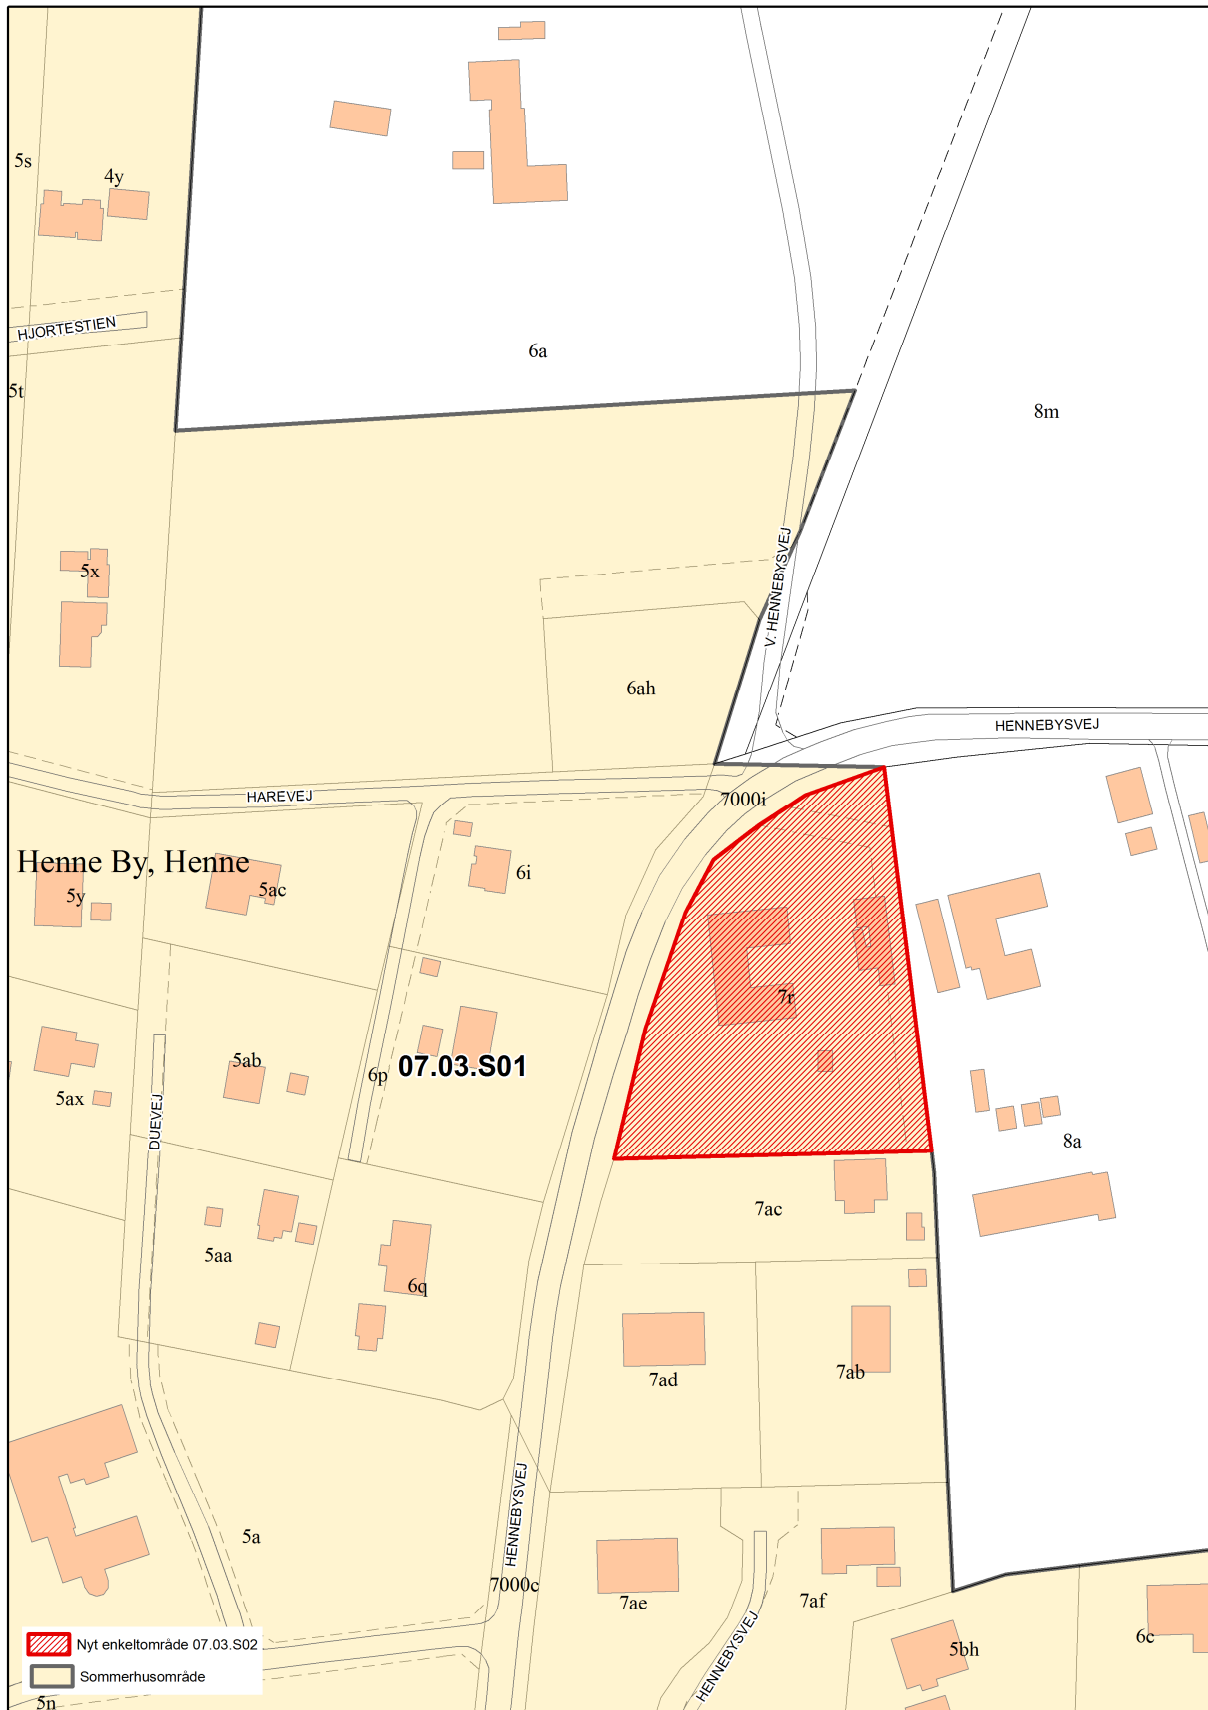 5s
4y
HJORTESTIEN
6a
5t
8m
5x
V. HENNEBYSVEJ
6ah
HENNEBYSVEJ
HAREVEJ
7000i
Henne By, Henne
5y
5ac
6i
7r
07.03.S01
5ab
6p
5ax
DUEVEJ
8a
7ac
5aa
6q
7ad
7ab
HENNEBYSVEJ
5a
7000c
7ae
7af
HENNEBYSVEJ
5bh
6c
Nyt enkeltområde 07.03.S02
Sommerhusområde
5n